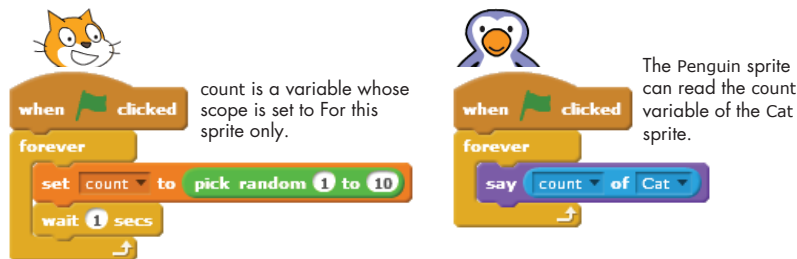 count is a variable whose
scope is set to For this
sprite only.
when clicked
forever
set count to pick random 1 to 10
wait 1 secs
The Penguin sprite
can read the count
variable of the Cat
sprite.
when clicked
forever
say count of Cat